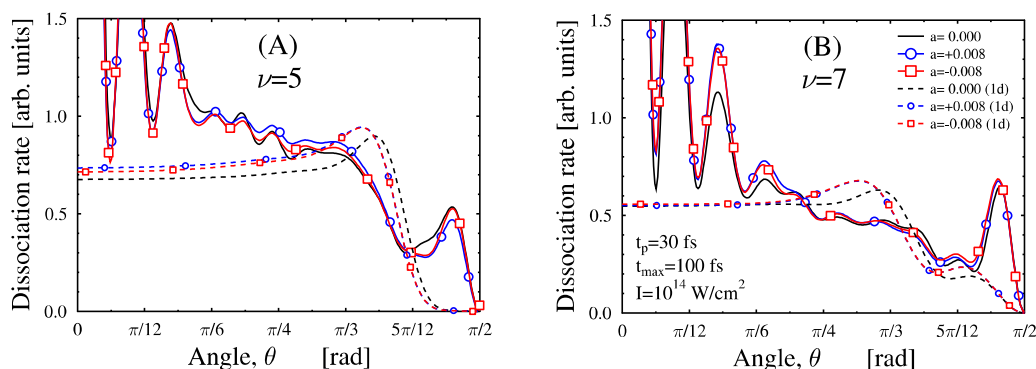 1.5
1.0
0.5
0.0
Dissociation rate [arb. units]
(A)
ν=5
0 π/12 π/6 π/4 π/3 5π/12 π/2
Angle, θ [rad]
1.5
1.0
0.5
0.0
Dissociation rate [arb. units]
(B)
ν=7
a= 0.000
a=+0.008
a=-0.008
a= 0.000 (1d)
a=+0.008 (1d)
a=-0.008 (1d)
tp=30 fs
tmax=100 fs
I=10^14 W/cm^2
0 π/12 π/6 π/4 π/3 5π/12 π/2
Angle, θ [rad]